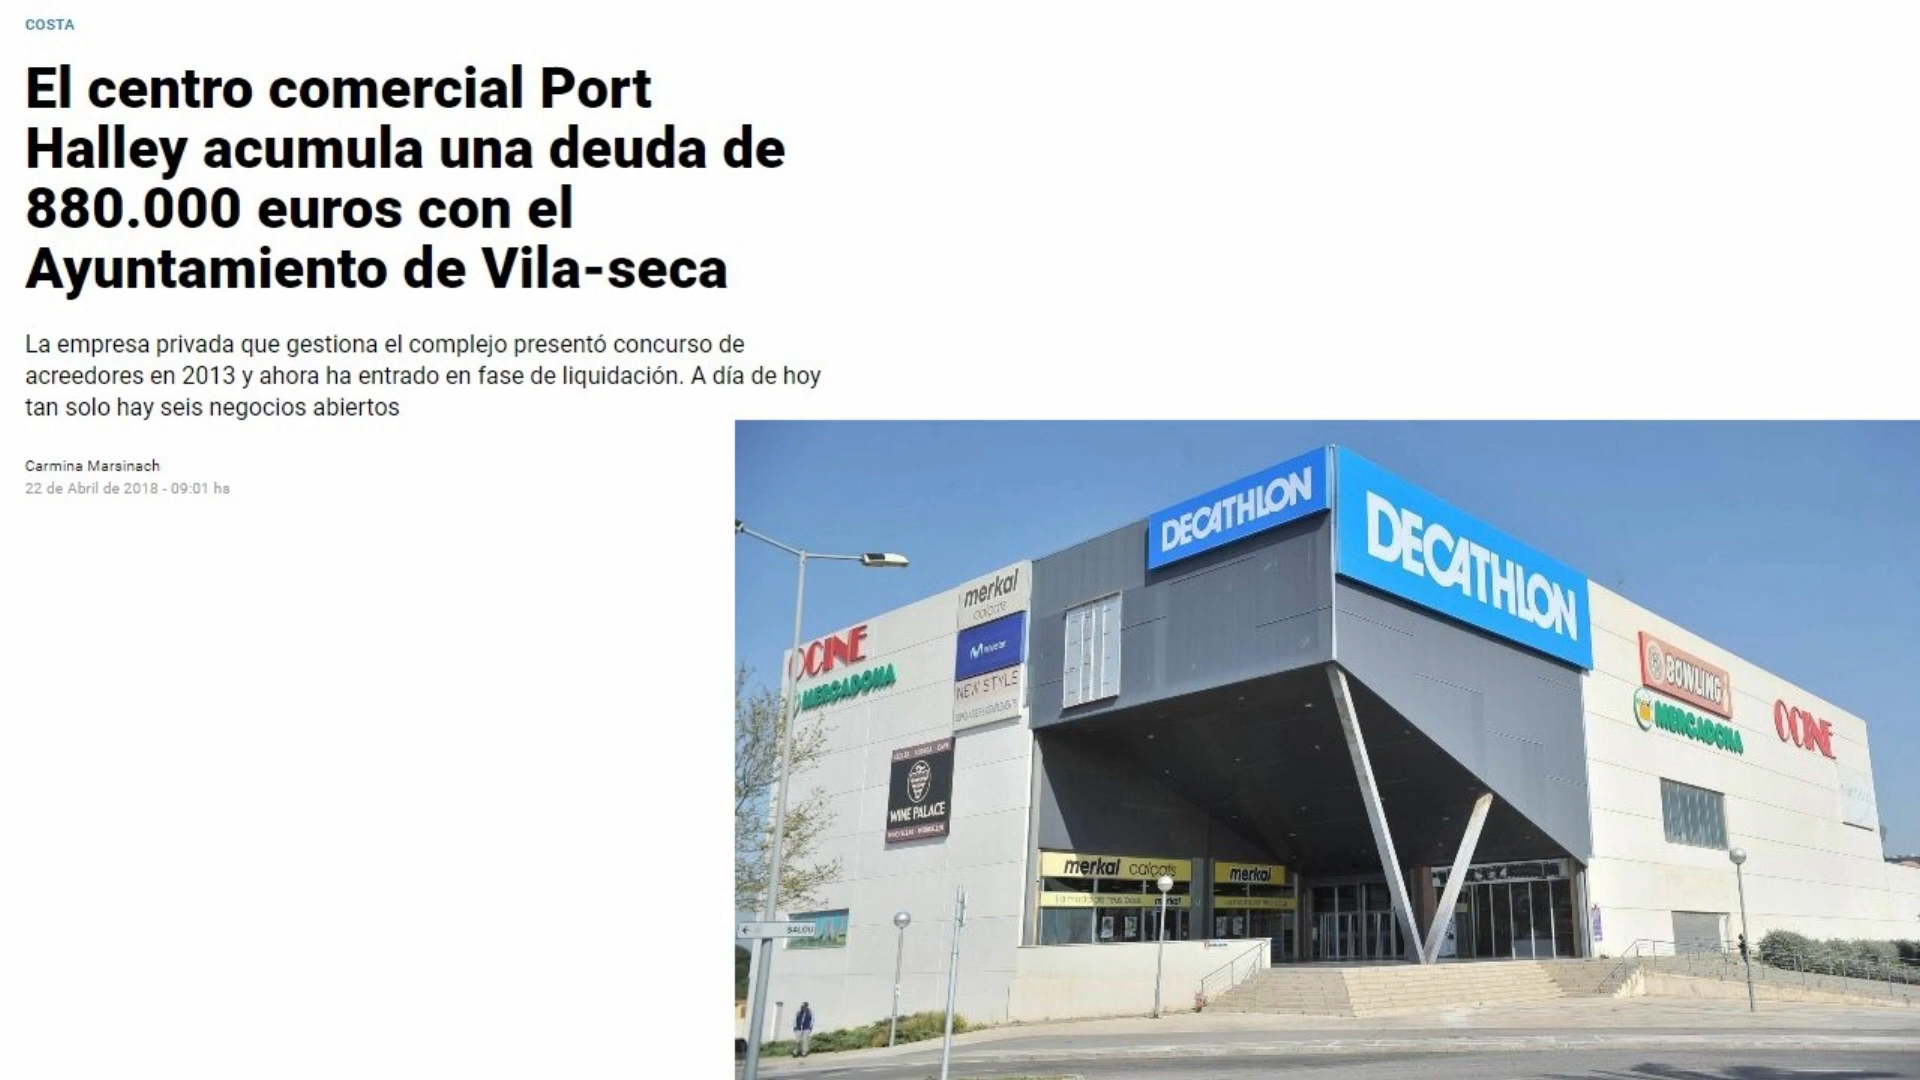 COSTA
El centro comercial Port
Halley acumula una deuda de
880.000 euros con el
Ayuntamiento de Vila-seca
La empresa privada que gestiona el complejo presentó concurso de
acreedores en 2013 y ahora ha entrado en fase de liquidación. A día de hoy
tan solo hay seis negocios abiertos
Carmina Marsinach
22 de Abril de 2018 - 09:01 hs
DECATHLON
DECATHLON
merkal
calçats
OCINE
MERCADONA
Movistar
NEW STYLE
WINE PALACE
BOWLING
MERCADONA
OCINE
merkal calçats
merkal
merkal
SALOU